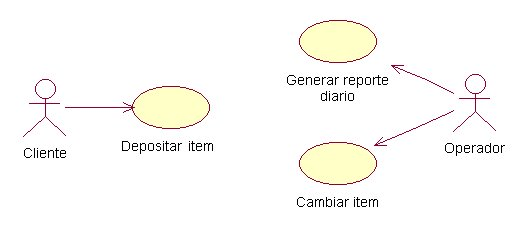 Generar reporte
diario
Cliente
Depositar item
Operador
Cambiar item